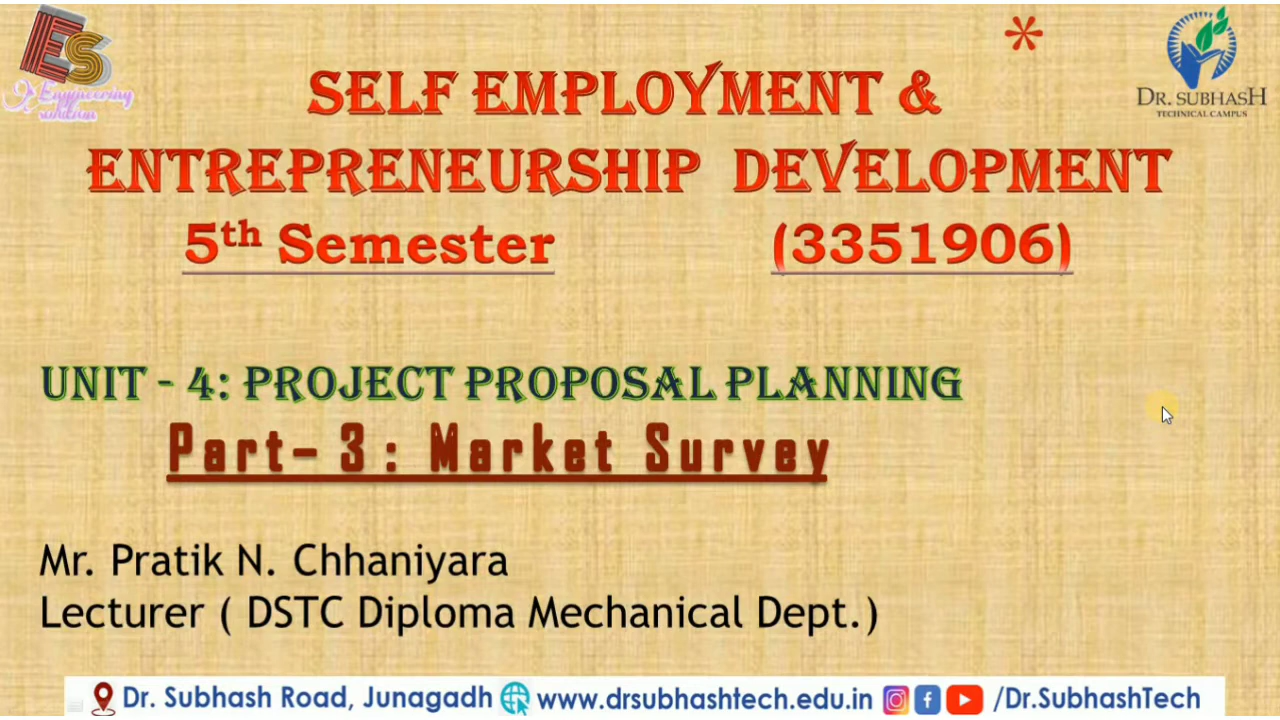 ES
Engineering
DR. SUBHASH
TECHNICAL CAMPUS
*
SELF EMPLOYMENT &
ENTREPRENEURSHIP DEVELOPMENT
5th Semester (3351906)
UNIT - 4: PROJECT PROPOSAL PLANNING
Part- 3: Market Survey
Mr. Pratik N. Chhaniyara
Lecturer ( DSTC Diploma Mechanical Dept.)
Dr. Subhash Road, Junagadh www.drsubhashtech.edu.in /Dr.SubhashTech